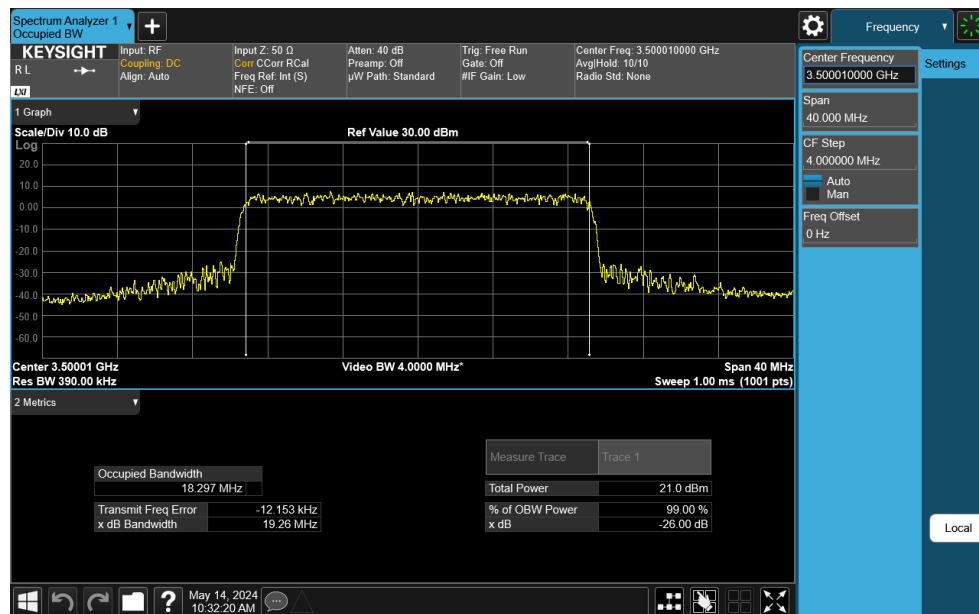 Spectrum Analyzer 1
Occupied BW
+
Frequency
KEYSIGHT
R L
LXI
Input: RF
Coupling: DC
Align: Auto
Input Z: 50 Ω
Corr CCorr RCal
Freq Ref: Int (S)
NFE: Off
Atten: 40 dB
Preamp: Off
µW Path: Standard
Trig: Free Run
Gate: Off
#IF Gain: Low
Center Freq: 3.500010000 GHz
Avg|Hold: 10/10
Radio Std: None
Center Frequency
3.500010000 GHz
Settings
Span
40.000 MHz
CF Step
4.000000 MHz
Auto
Man
Freq Offset
0 Hz
Local
1 Graph
Scale/Div 10.0 dB
Ref Value 30.00 dBm
Log
20.0
10.0
0.00
-10.0
-20.0
-30.0
-40.0
-50.0
-60.0
Center 3.50001 GHz
Video BW 4.0000 MHz*
Span 40 MHz
Res BW 390.00 kHz
Sweep 1.00 ms (1001 pts)
2 Metrics
Measure Trace
Trace 1
Occupied Bandwidth
18.297 MHz
Total Power
21.0 dBm
Transmit Freq Error
-12.153 kHz
% of OBW Power
99.00 %
x dB Bandwidth
19.26 MHz
x dB
-26.00 dB
?
May 14, 2024
10:32:20 AM